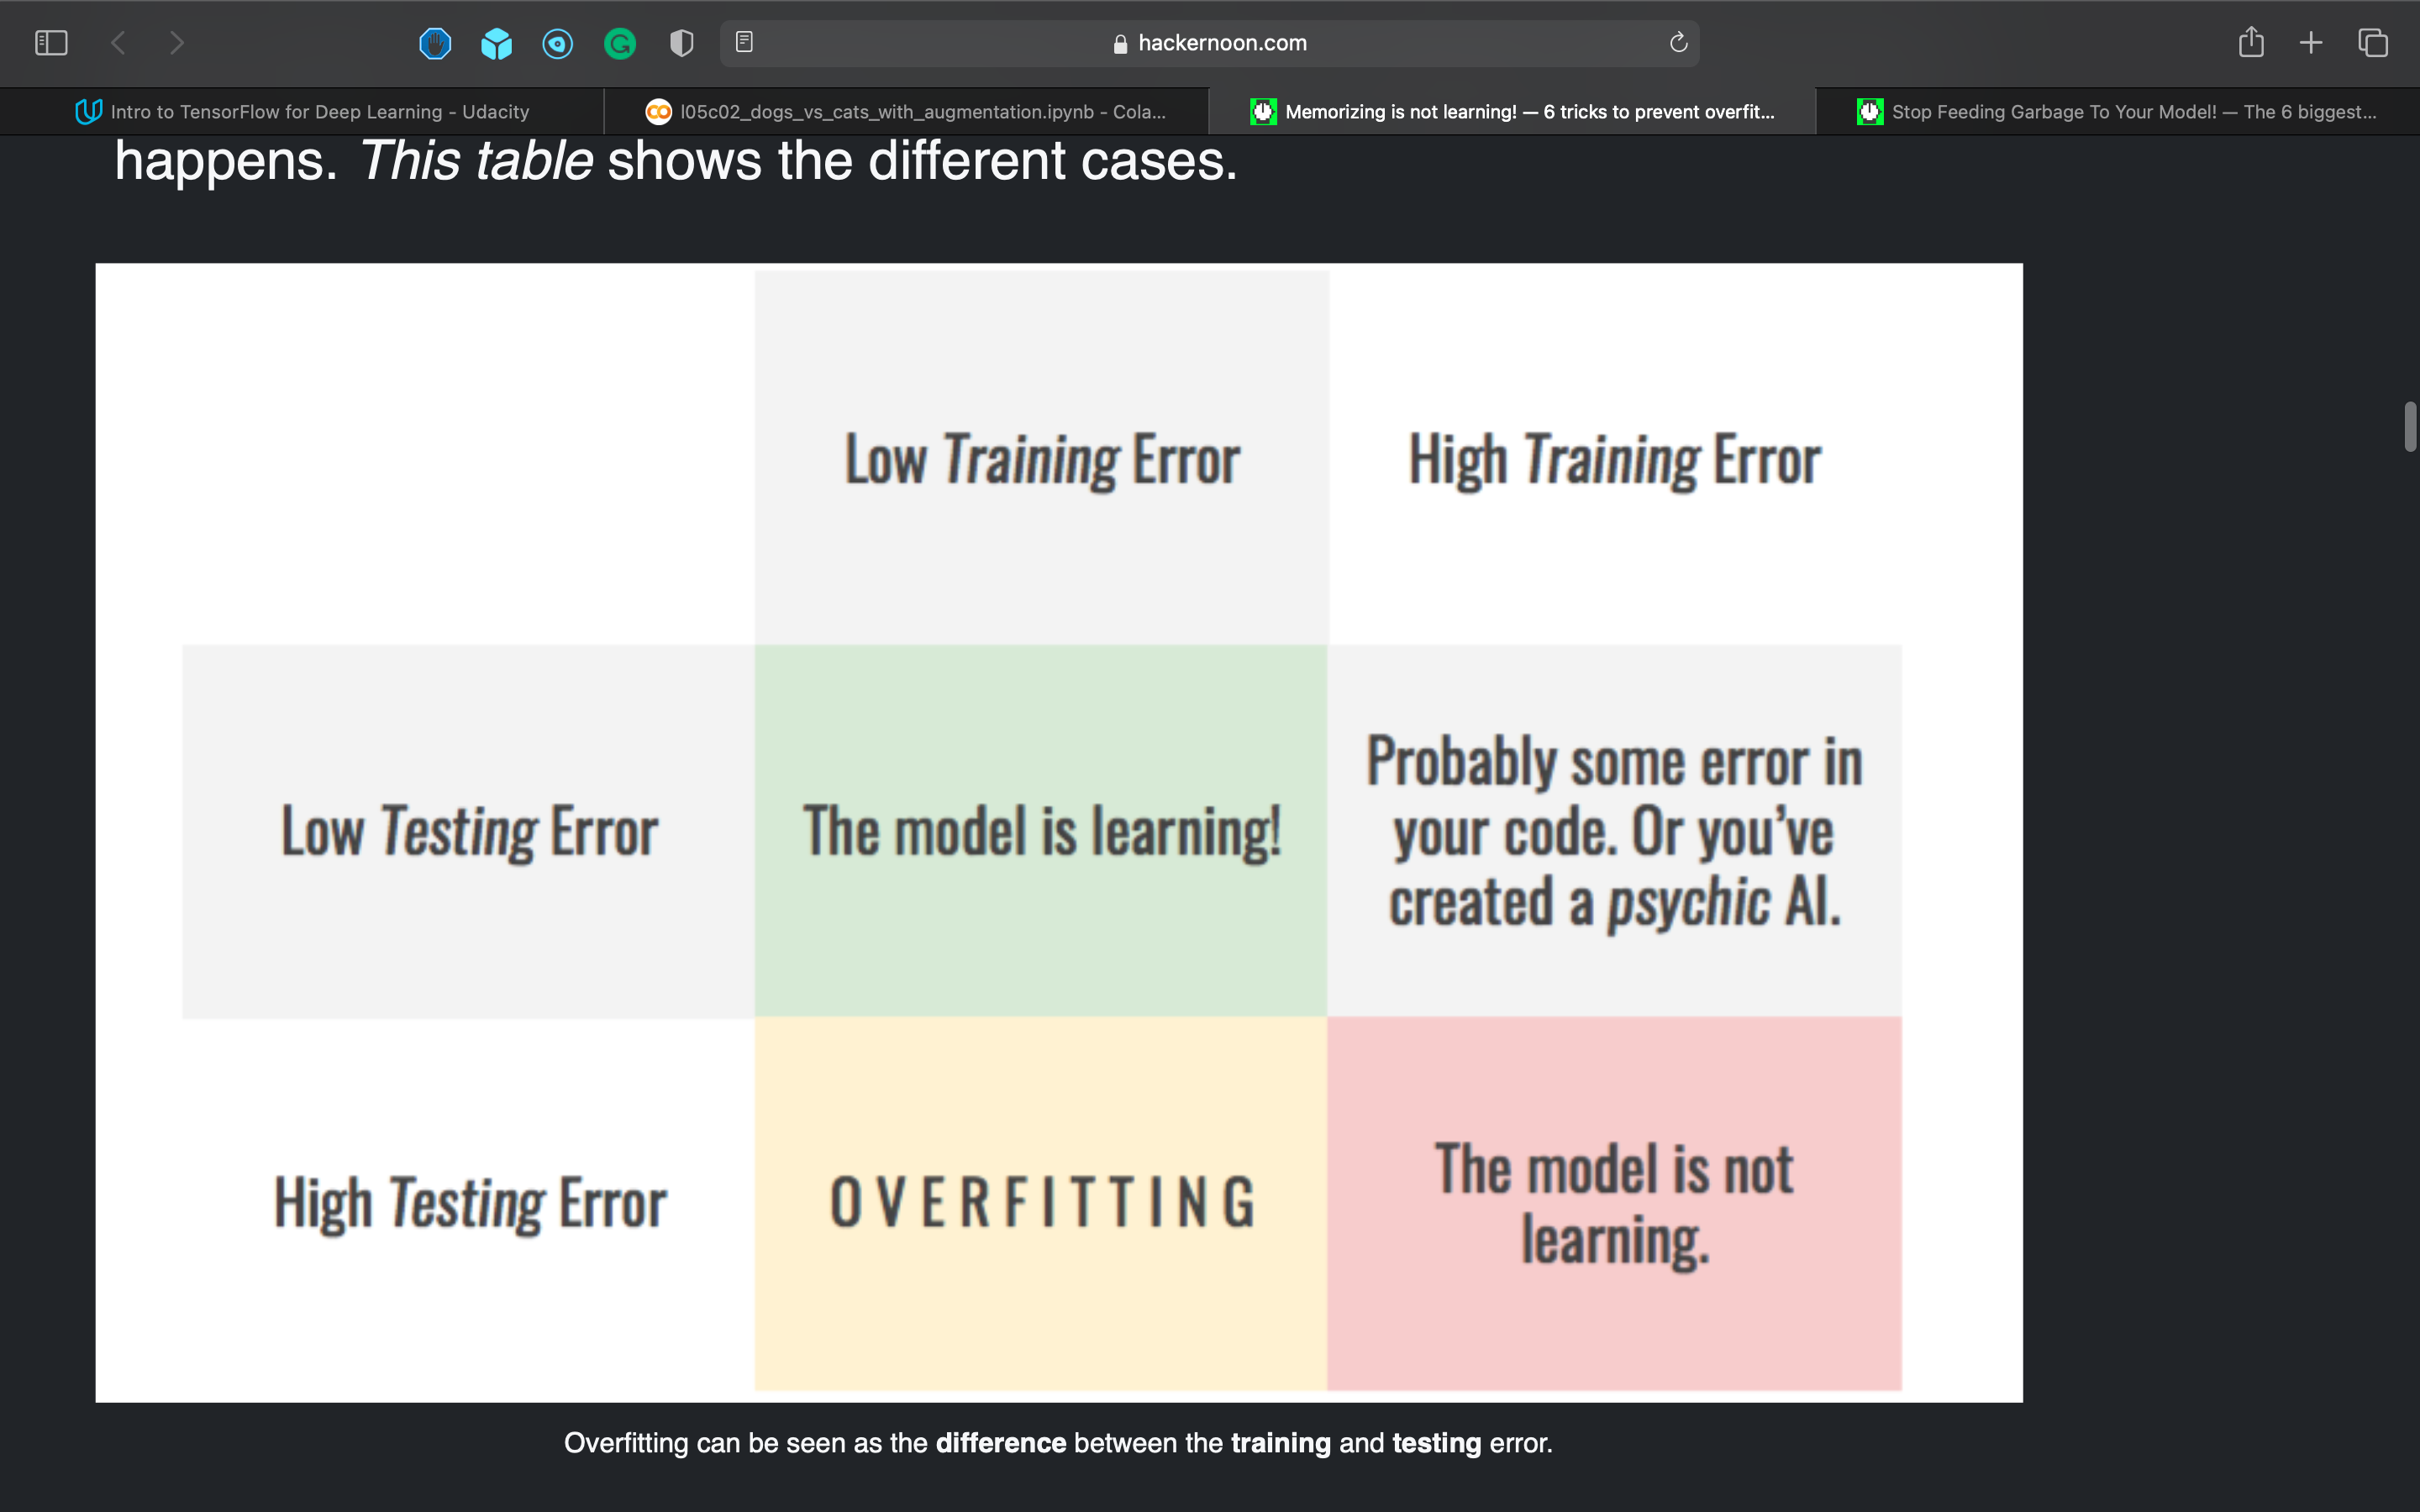 hackernoon.com
Intro to TensorFlow for Deep Learning - Udacity
l05c02_dogs_vs_cats_with_augmentation.ipynb - Cola...
Memorizing is not learning! — 6 tricks to prevent overfit...
Stop Feeding Garbage To Your Model! — The 6 biggest...
happens. This table shows the different cases.
Low Training Error
High Training Error
Low Testing Error
The model is learning!
Probably some error in
your code. Or you've
created a psychic AI.
High Testing Error
OVERFITTING
The model is not
learning.
Overfitting can be seen as the difference between the training and testing error.